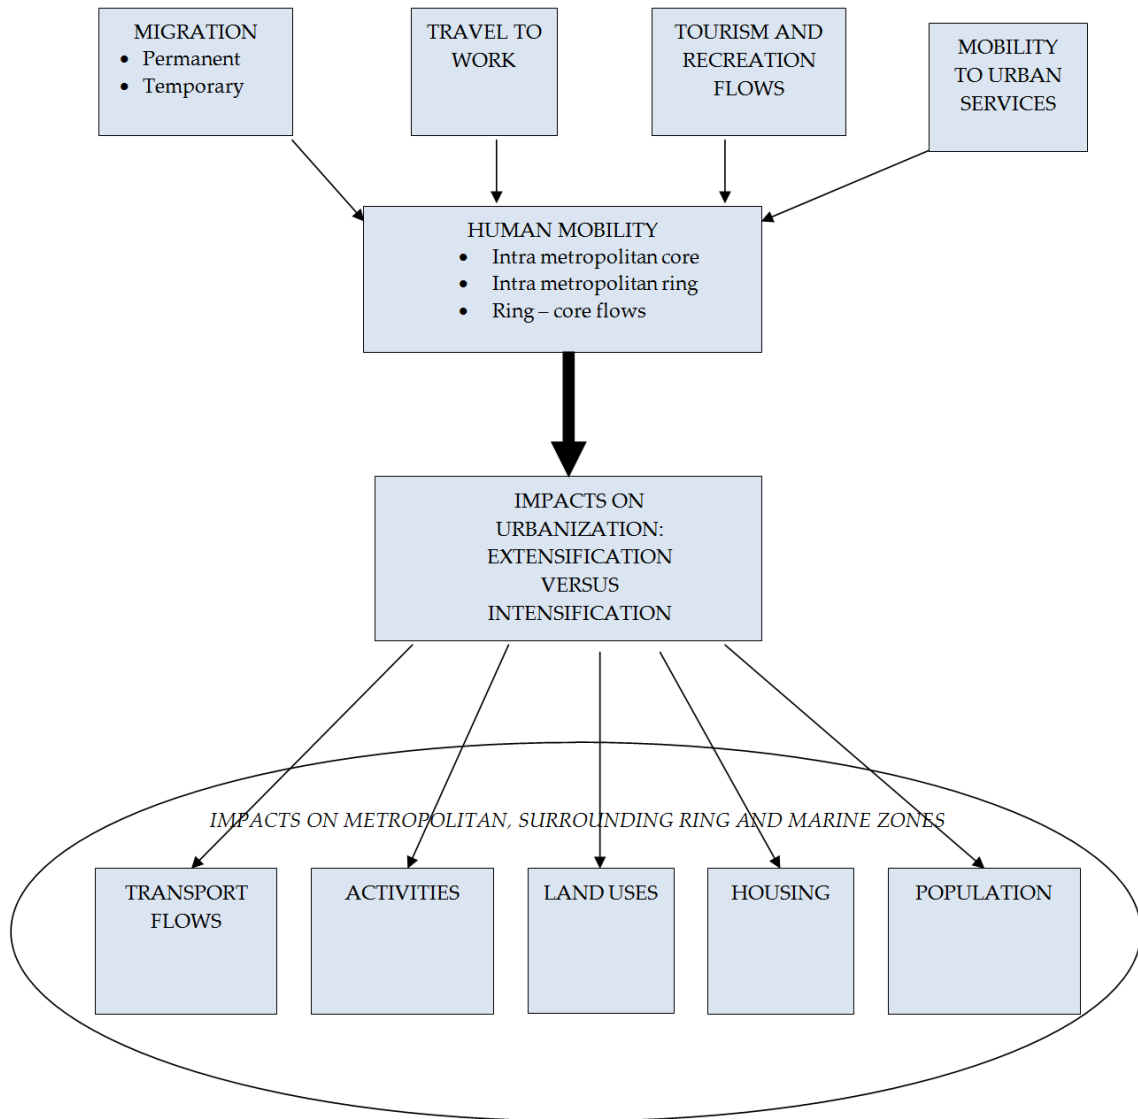 MIGRATION
• Permanent
• Temporary
TRAVEL TO
WORK
TOURISM AND
RECREATION
FLOWS
MOBILITY
TO URBAN
SERVICES
HUMAN MOBILITY
• Intra metropolitan core
• Intra metropolitan ring
• Ring – core flows
IMPACTS ON
URBANIZATION:
EXTENSIFICATION
VERSUS
INTENSIFICATION
IMPACTS ON METROPOLITAN, SURROUNDING RING AND MARINE ZONES
TRANSPORT
FLOWS
ACTIVITIES
LAND USES
HOUSING
POPULATION